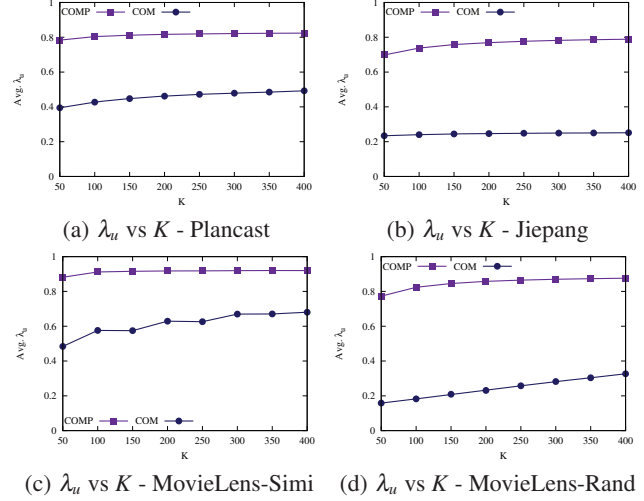 COMP COM
1
0.8
0.6
0.4
0.2
0
Avg. λu
50 100 150 200 250 300 350 400
K
(a) λu vs K - Plancast
COMP COM
1
0.8
0.6
0.4
0.2
0
Avg. λu
50 100 150 200 250 300 350 400
K
(b) λu vs K - Jiepang
1
0.8
0.6
0.4
0.2
0
Avg. λu
COMP COM
50 100 150 200 250 300 350 400
K
(c) λu vs K - MovieLens-Simi
COMP COM
1
0.8
0.6
0.4
0.2
0
Avg. λu
50 100 150 200 250 300 350 400
K
(d) λu vs K - MovieLens-Rand